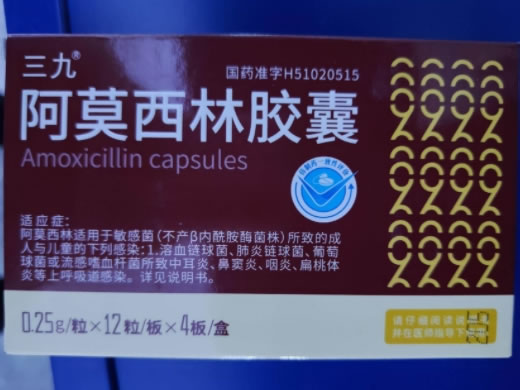 三九®
国药准字H51020515
阿莫西林胶囊
Amoxicillin capsules
适应症：
阿莫西林适用于敏感菌（不产β内酰胺酶菌株）所致的成
人与儿童的下列感染：1.溶血链球菌、肺炎链球菌、葡萄
球菌或流感嗜血杆菌所致中耳炎、鼻窦炎、咽炎、扁桃体
炎等上呼吸道感染。详见说明书。
0.25g/粒×12粒/板×4板/盒
请仔细阅读说
并在医师指导下